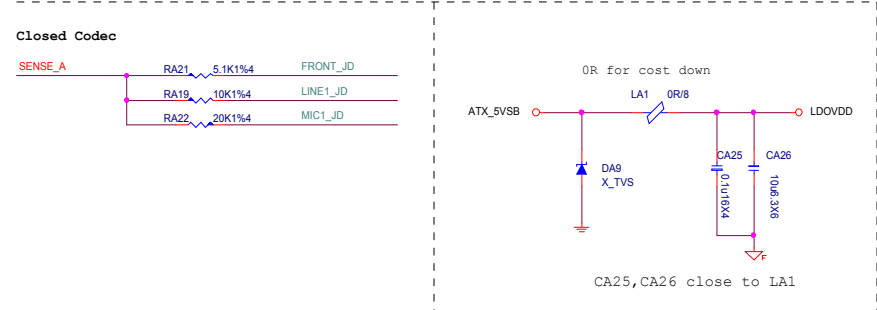 Closed Codec
SENSE_A
RA21 5.1K1%4 FRONT_JD
RA19 10K1%4 LINE1_JD
RA22 20K1%4 MIC1_JD
0R for cost down
LA1 0R/8
ATX_5VSB
LDOVDD
DA9
X_TVS
CA25
0.1u16X4
CA26
10u6.3X6
F
CA25,CA26 close to LA1